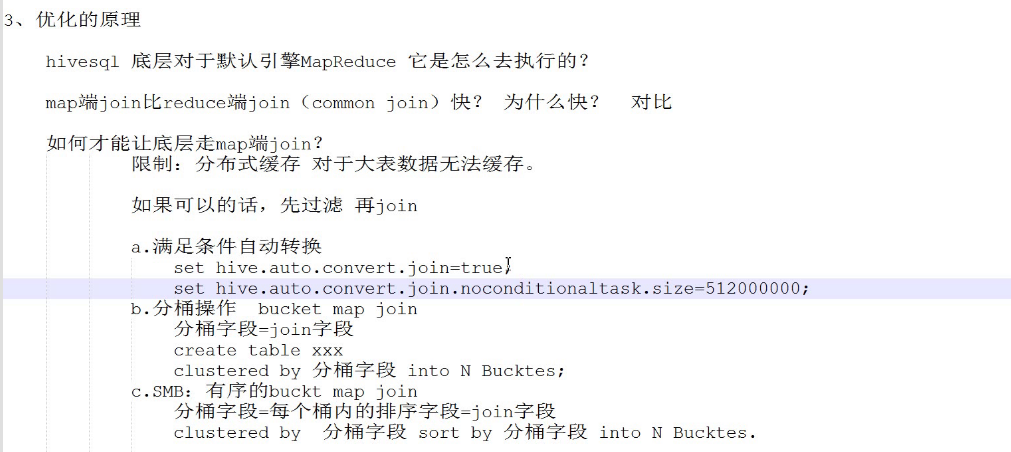 3、优化的原理
hivesql 底层对于默认引擎MapReduce 它是怎么去执行的?
map端join比reduce端join（common join）快? 为什么快? 对比
如何才能让底层走map端join?
限制: 分布式缓存 对于大表数据无法缓存。
如果可以的话，先过滤 再join
a.满足条件自动转换
set hive.auto.convert.join=true;
set hive.auto.convert.join.noconditionaltask.size=512000000;
b.分桶操作 bucket map join
分桶字段=join字段
create table xxx
clustered by 分桶字段 into N Bucktes;
c.SMB: 有序的buckt map join
分桶字段=每个桶内的排序字段=join字段
clustered by 分桶字段 sort by 分桶字段 into N Bucktes.